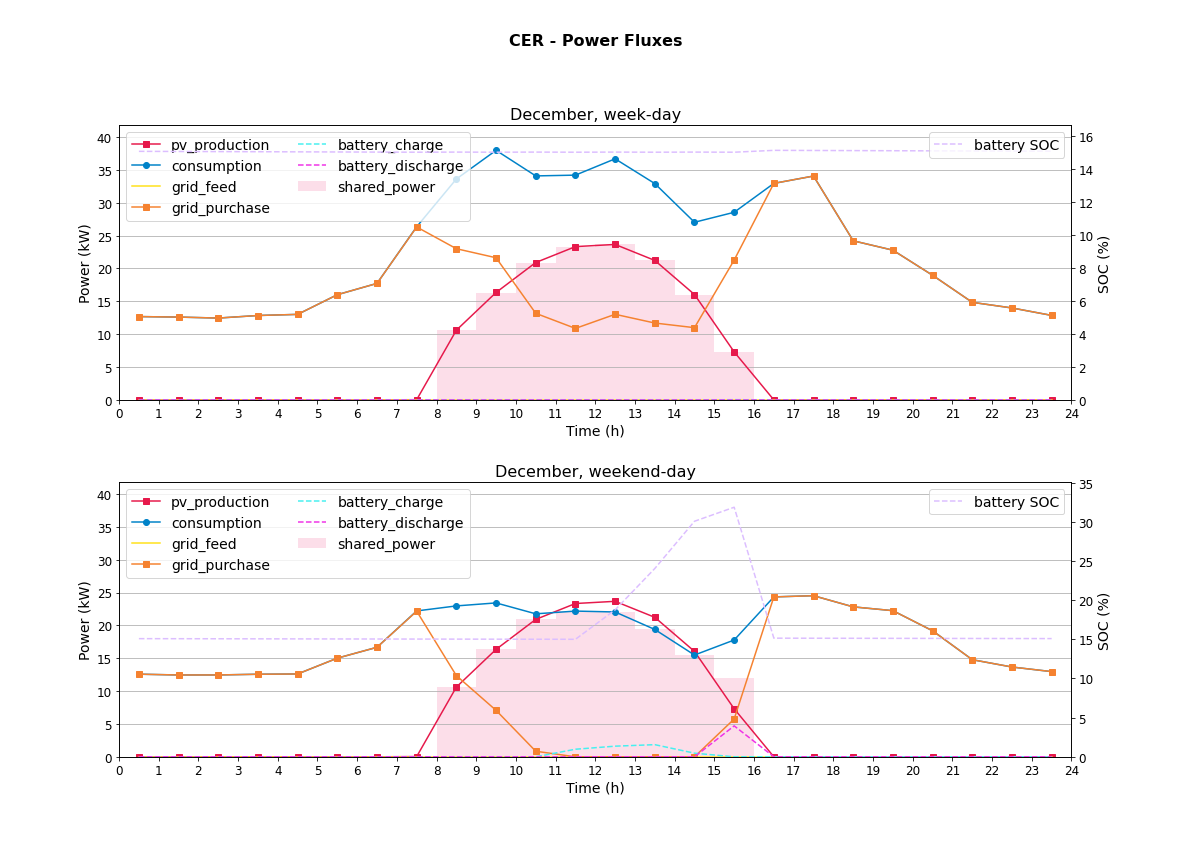 CER - Power Fluxes
December, week-day
pv_production
consumption
grid_feed
grid_purchase
battery_charge
battery_discharge
shared_power
battery SOC
Power (kW)
40
35
30
25
20
15
10
5
0
SOC (%)
16
14
12
10
8
6
4
2
0
0 1 2 3 4 5 6 7 8 9 10 11 12 13 14 15 16 17 18 19 20 21 22 23 24
Time (h)
December, weekend-day
pv_production
consumption
grid_feed
grid_purchase
battery_charge
battery_discharge
shared_power
battery SOC
Power (kW)
40
35
30
25
20
15
10
5
0
SOC (%)
35
30
25
20
15
10
5
0
0 1 2 3 4 5 6 7 8 9 10 11 12 13 14 15 16 17 18 19 20 21 22 23 24
Time (h)